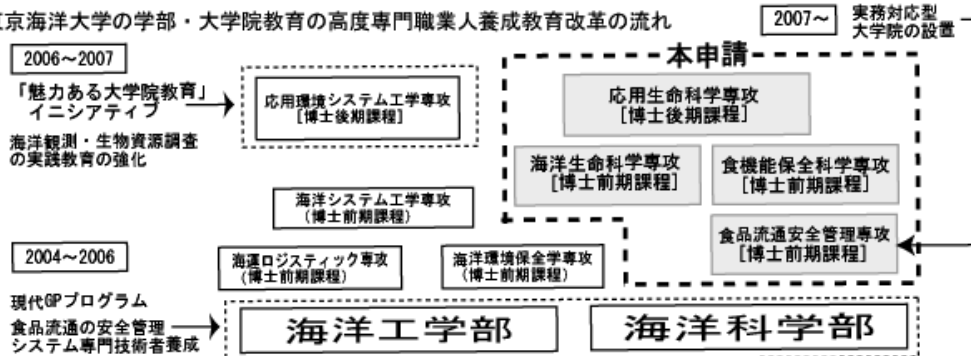 京海洋大学の学部・大学院教育の高度専門職業人養成教育改革の流れ
2007～
実務対応型
大学院の設置
2006～2007
「魅力ある大学院教育」
イニシアティブ
海洋観測・生物資源調査
の実践教育の強化
応用環境システム工学専攻
[博士後期課程]
本申請
応用生命科学専攻
[博士後期課程]
海洋生命科学専攻
[博士前期課程]
食機能保全科学専攻
[博士前期課程]
海洋システム工学専攻
(博士前期課程)
食品流通安全管理専攻
[博士前期課程]
2004～2006
海運ロジスティック専攻
(博士前期課程)
海洋環境保全学専攻
(博士前期課程)
現代GPプログラム
食品流通の安全管理
システム専門技術者養成
海洋工学部
海洋科学部